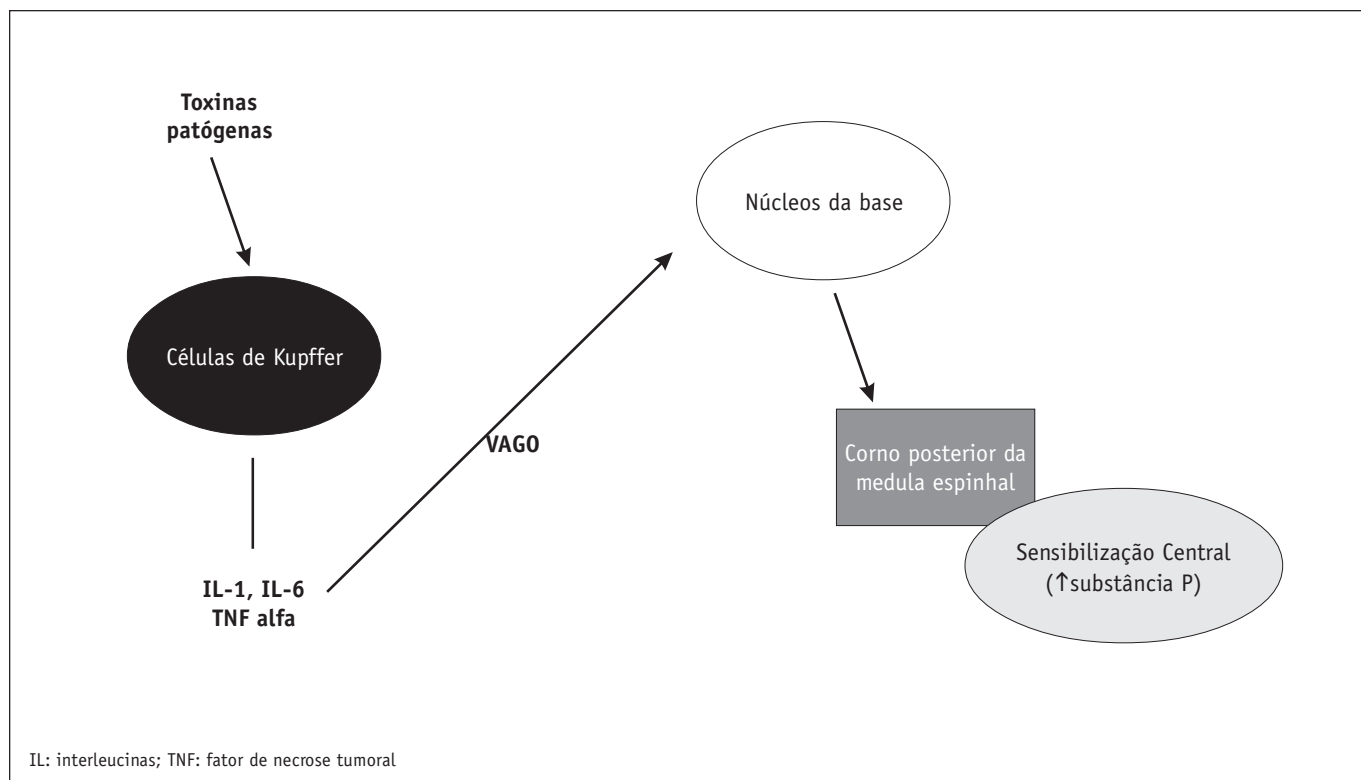 Toxinas
patógenas
Células de Kupffer
IL-1, IL-6
TNF alfa
VAGO
Núcleos da base
Corno posterior da
medula espinhal
Sensibilização Central
(↑substância P)
IL: interleucinas; TNF: fator de necrose tumoral